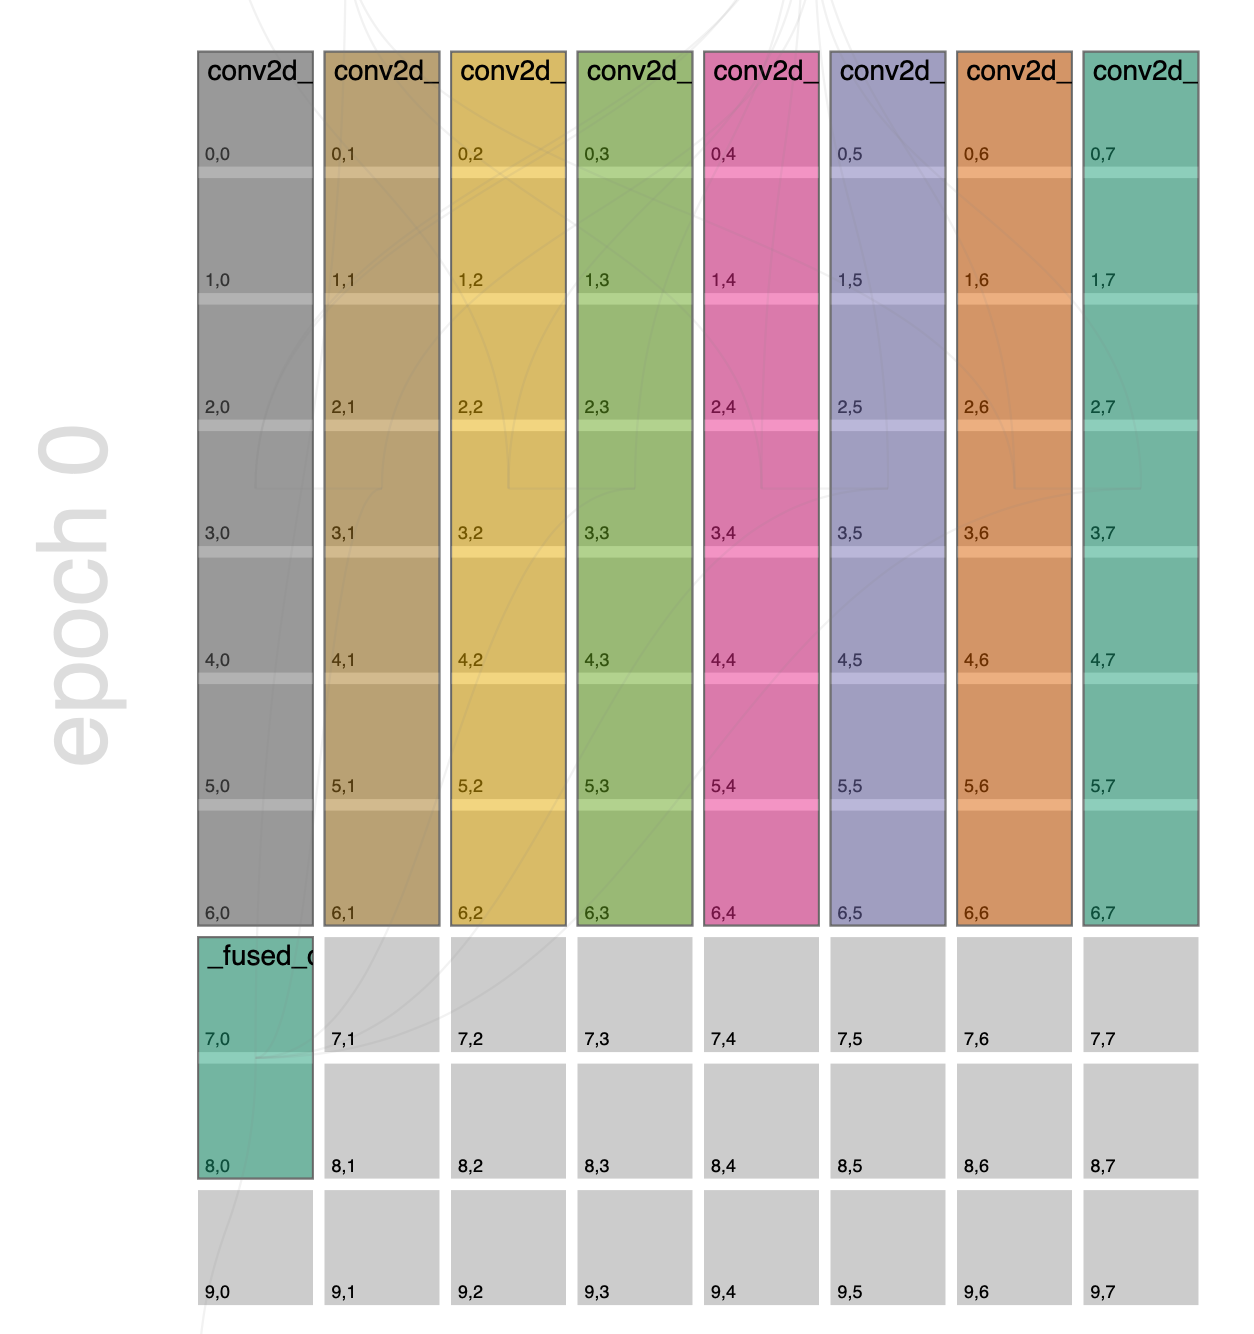 epoch 0
conv2d_ conv2d_ conv2d_ conv2d_ conv2d_ conv2d_ conv2d_ conv2d_
0,0 0,1 0,2 0,3 0,4 0,5 0,6 0,7
1,0 1,1 1,2 1,3 1,4 1,5 1,6 1,7
2,0 2,1 2,2 2,3 2,4 2,5 2,6 2,7
3,0 3,1 3,2 3,3 3,4 3,5 3,6 3,7
4,0 4,1 4,2 4,3 4,4 4,5 4,6 4,7
5,0 5,1 5,2 5,3 5,4 5,5 5,6 5,7
6,0 6,1 6,2 6,3 6,4 6,5 6,6 6,7
_fused_
7,0 7,1 7,2 7,3 7,4 7,5 7,6 7,7
8,0 8,1 8,2 8,3 8,4 8,5 8,6 8,7
9,0 9,1 9,2 9,3 9,4 9,5 9,6 9,7